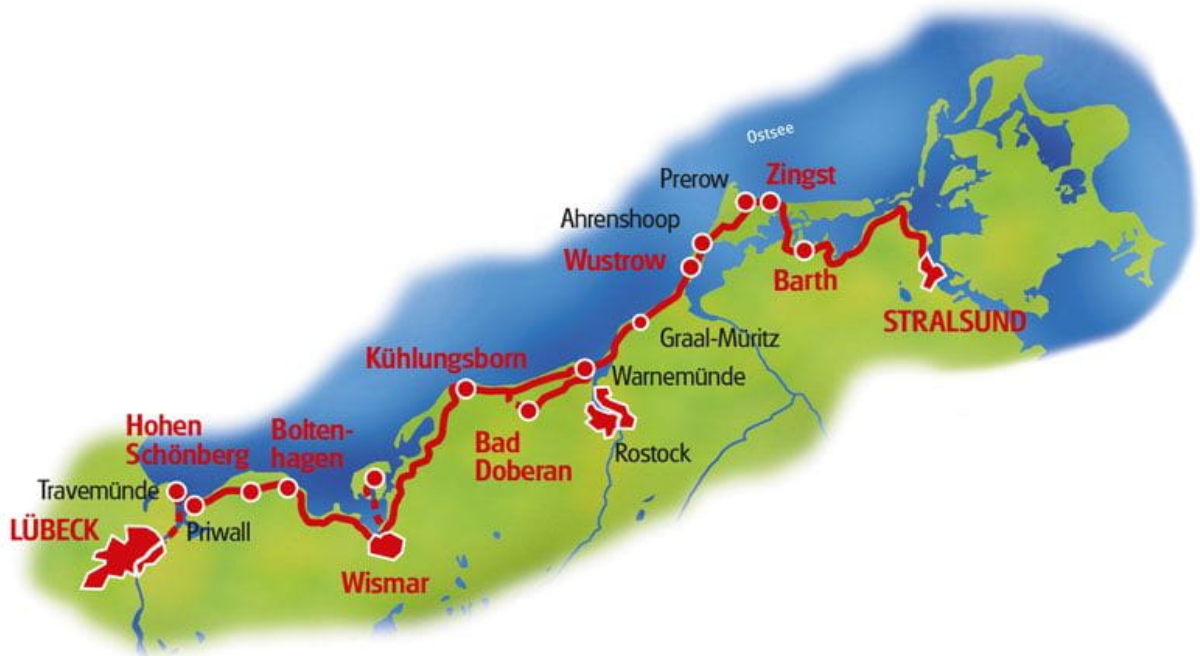 Ostsee
Prerow
Zingst
Ahrenshoop
Wustrow
Barth
STRALSUND
Graal-Müritz
Kühlungsborn
Warnemünde
Hohen
Schönberg
Bolten-
hagen
Bad
Doberan
Rostock
Travemünde
LÜBECK
Priwall
Wismar